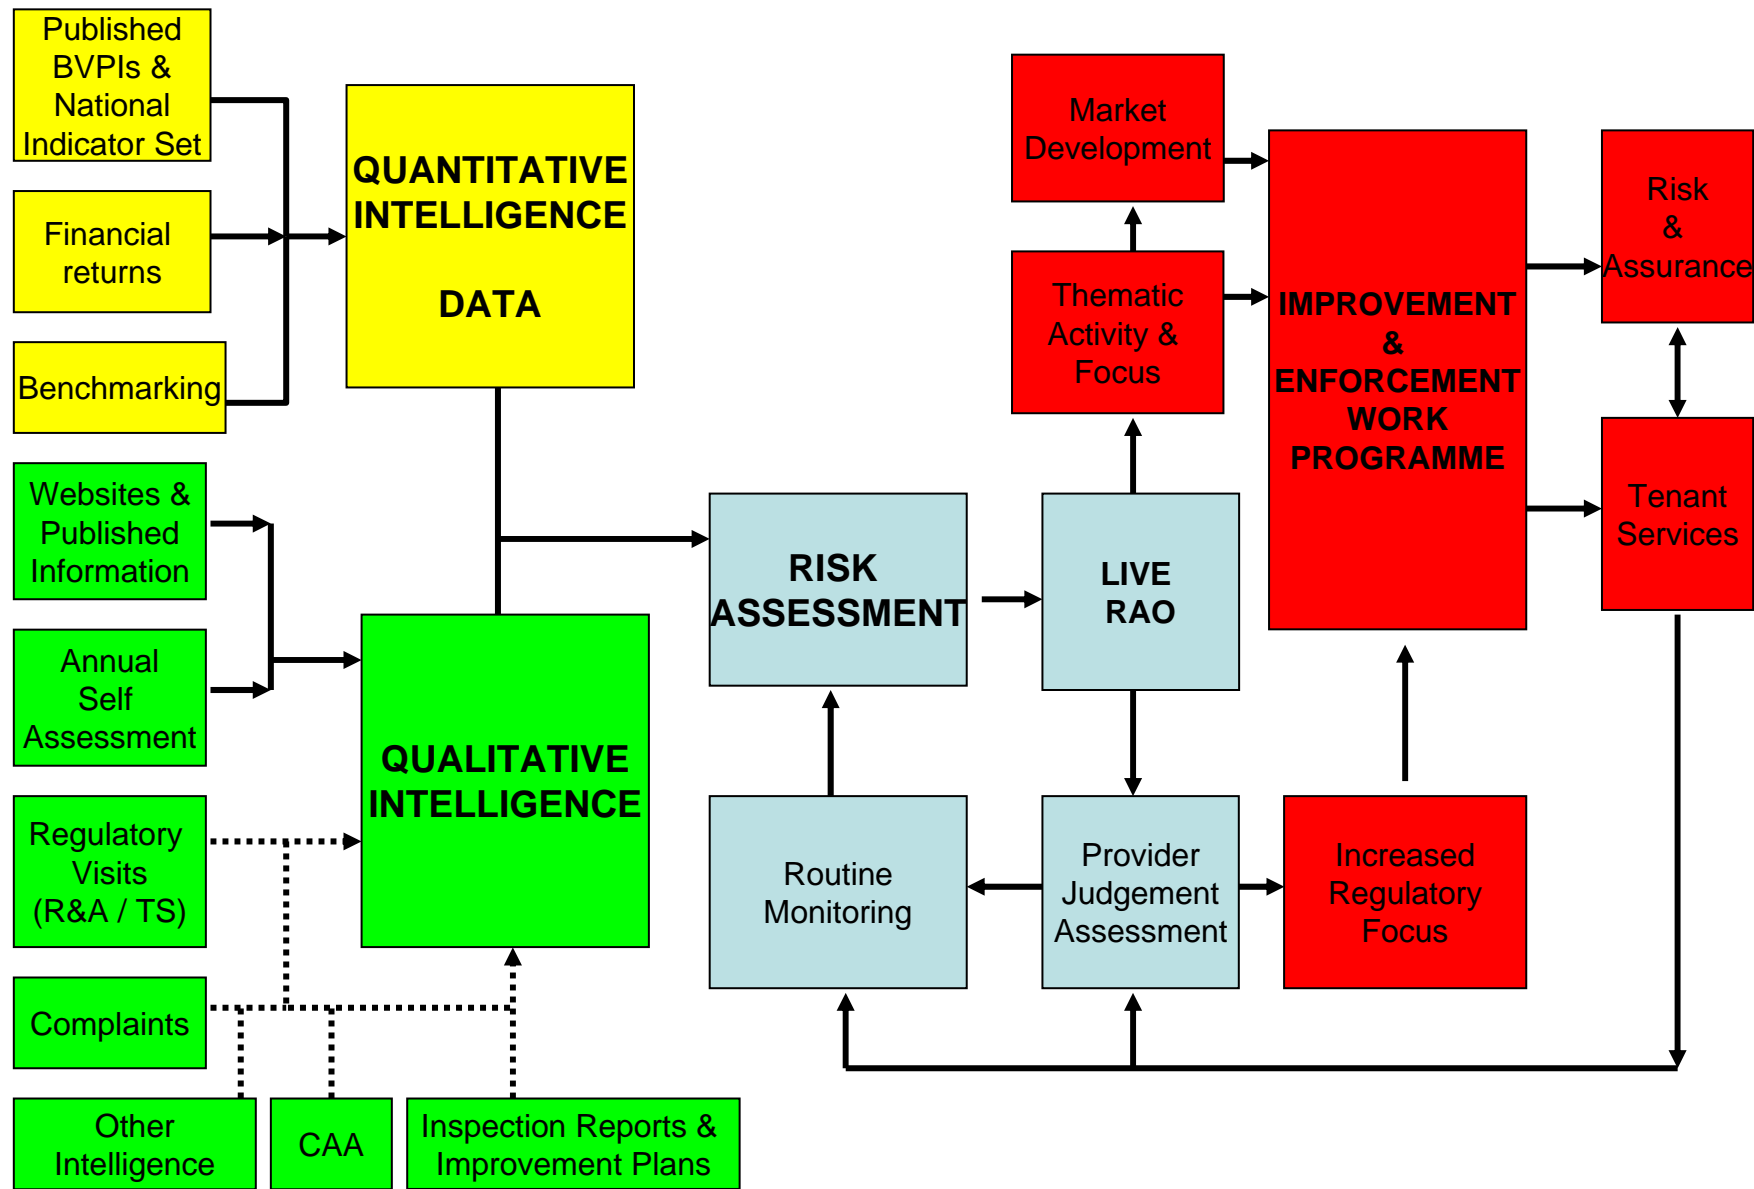 Published
BVPIs &
National
Indicator Set
Financial
returns
Benchmarking
Websites &
Published
Information
Annual
Self
Assessment
Regulatory
Visits
(R&A / TS)
Complaints
Other
Intelligence
CAA
Inspection Reports &
Improvement Plans
QUANTITATIVE
INTELLIGENCE
DATA
QUALITATIVE
INTELLIGENCE
RISK
ASSESSMENT
LIVE
RAO
Routine
Monitoring
Provider
Judgement
Assessment
Market
Development
Thematic
Activity &
Focus
IMPROVEMENT
&
ENFORCEMENT
WORK
PROGRAMME
Increased
Regulatory
Focus
Risk
&
Assurance
Tenant
Services